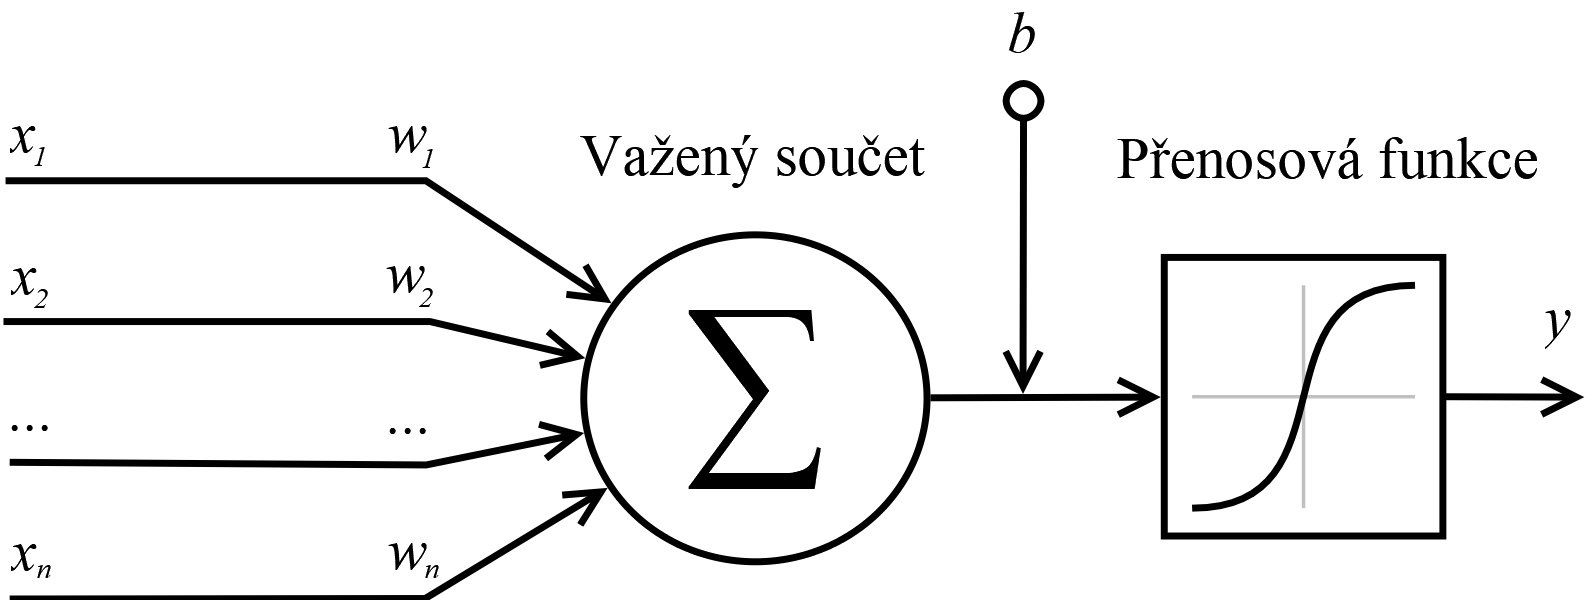 b
x₁ w₁ Važený součet Přenosová funkce
x₂ w₂
Σ
y
... ...
xₙ wₙ